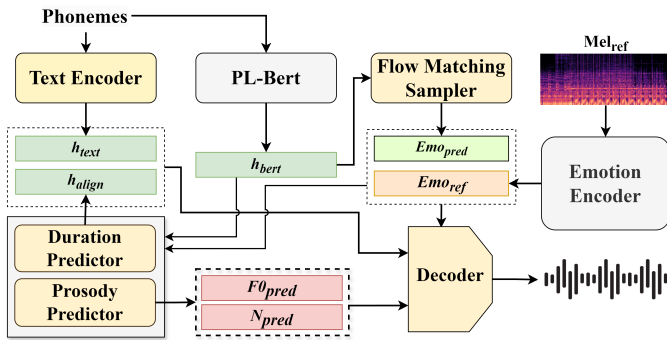 Phonemes
Text Encoder
PL-Bert
Flow Matching
Sampler
Mel_ref
h_text
h_align
h_bert
Emo_pred
Emo_ref
Emotion
Encoder
Duration
Predictor
Prosody
Predictor
F0_pred
N_pred
Decoder